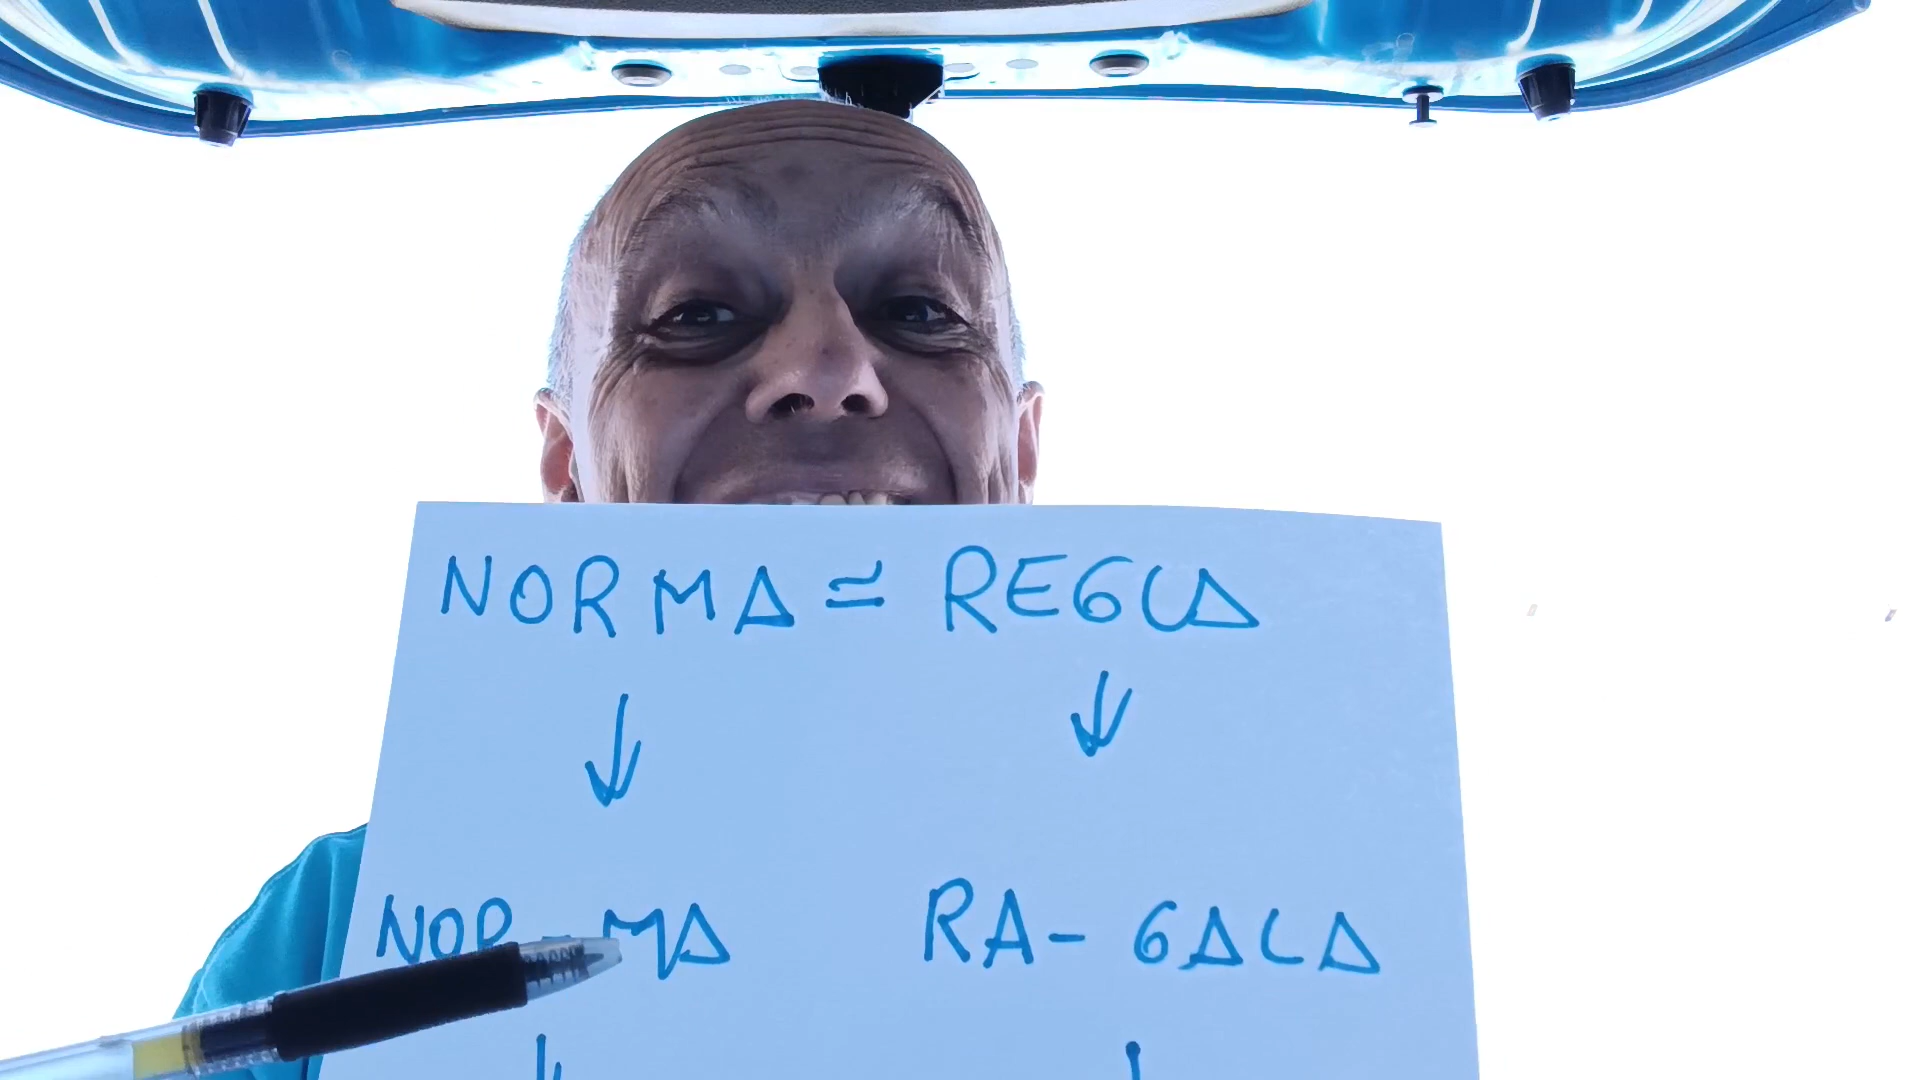 NORMA = REGLA
↓ ↓
NOR-MA RA-GALA